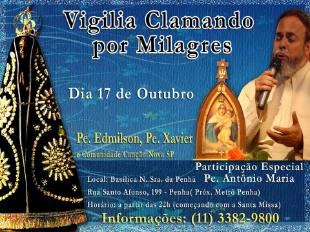 Vigilia Clamando
por Milagres
Dia 17 de Outubro
Pe. Edmilson, Pe. Xavier
e Comunidade Canção Nova SP
Participação Especial
Local: Basílica N. Sra. da Penha Pe. Antônio Maria
Rua Santo Afonso, 199 - Penha( Próx. Metrô Penha)
Horário: a partir das 22h (começando com a Santa Missa)
Informações: (11) 3382-9800